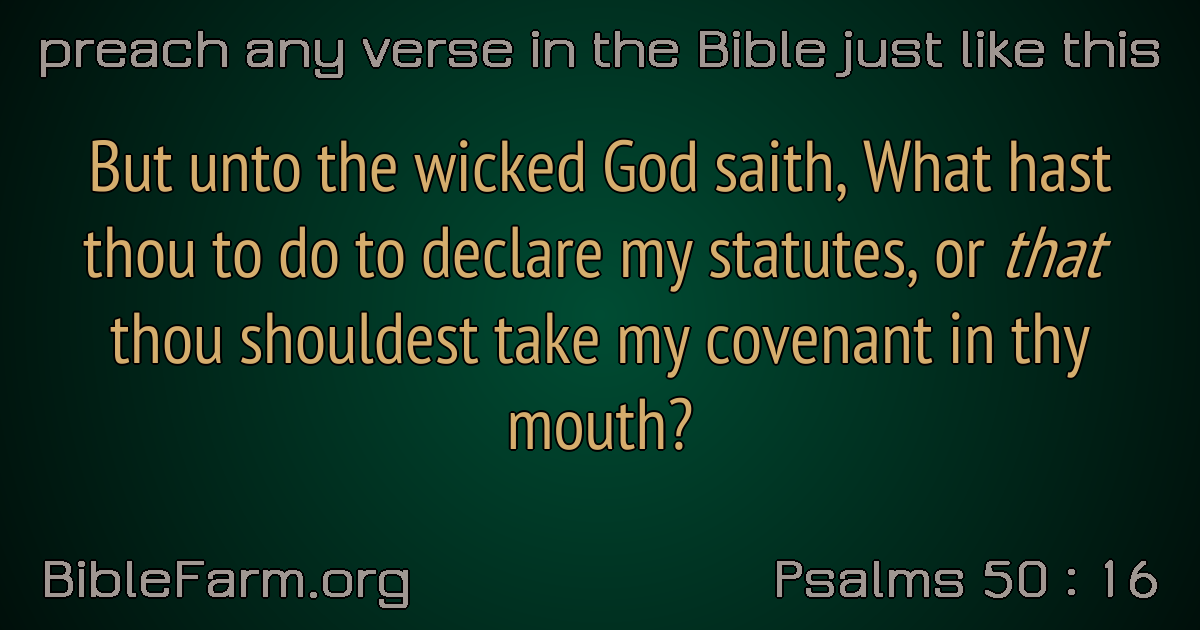 preach any verse in the Bible just like this
But unto the wicked God saith, What hast
thou to do to declare my statutes, or that
thou shouldest take my covenant in thy
mouth?
BibleFarm.org
Psalms 50 : 16